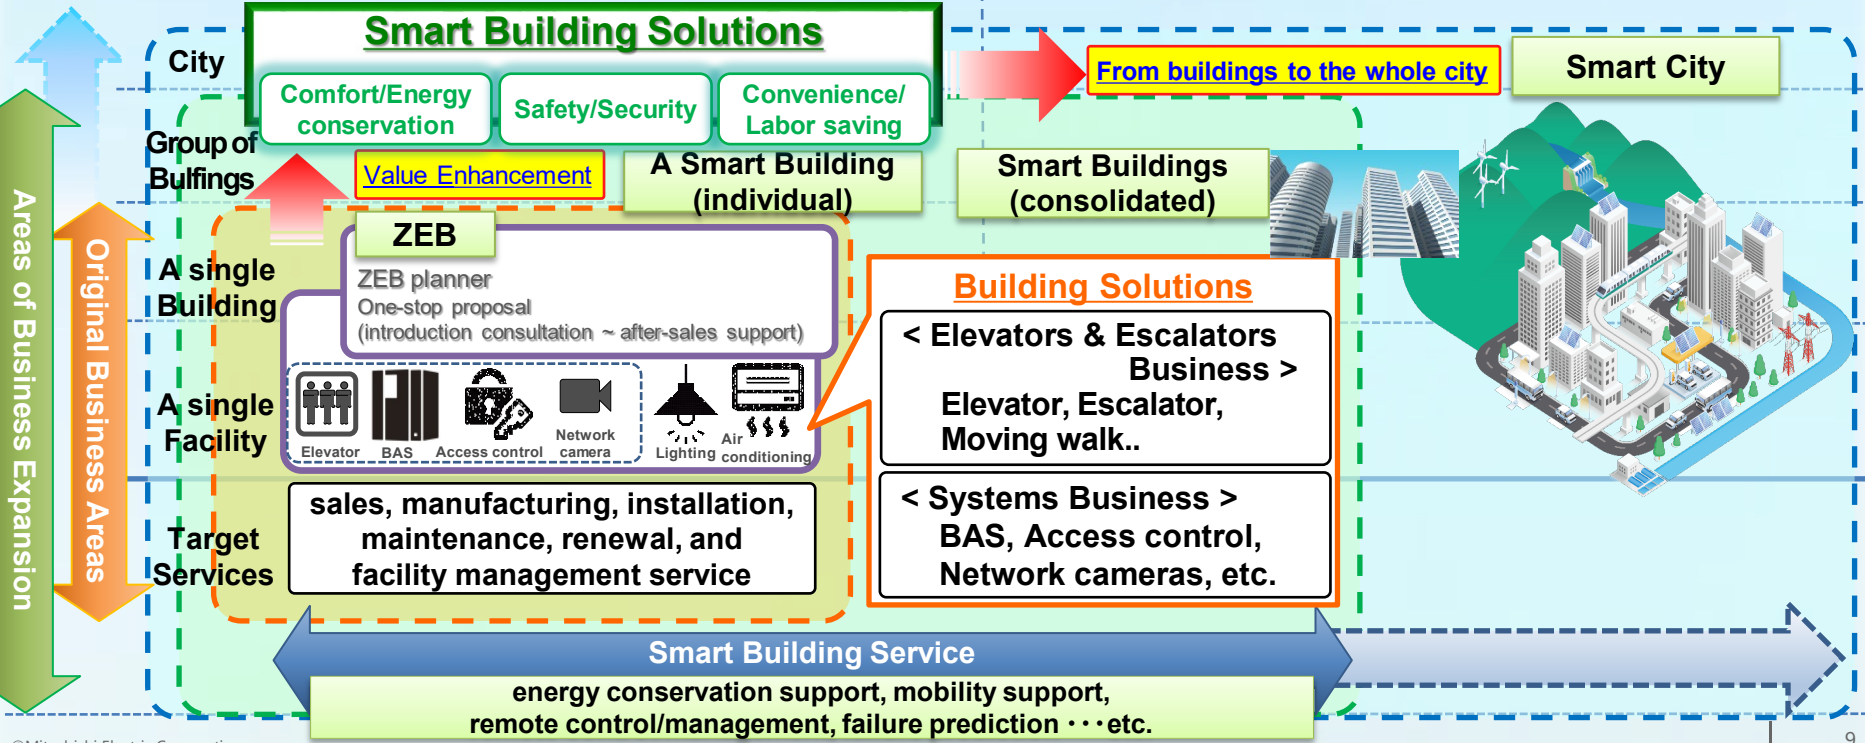 Smart Building Solutions
Comfort/Energy
conservation
Safety/Security
Convenience/
Labor saving
From buildings to the whole city
Smart City
City
Group of
Bulfings
A single
Building
A single
Facility
Target
Services
Areas of Business Expansion
Original Business Areas
Value Enhancement
A Smart Building
(individual)
Smart Buildings
(consolidated)
ZEB
ZEB planner
One-stop proposal
(introduction consultation ~ after-sales support)
Elevator
BAS
Access control
Network
camera
Lighting
Air
conditioning
Building Solutions
< Elevators & Escalators
Business >
Elevator, Escalator,
Moving walk..
< Systems Business >
BAS, Access control,
Network cameras, etc.
sales, manufacturing, installation,
maintenance, renewal, and
facility management service
Smart Building Service
energy conservation support, mobility support,
remote control/management, failure prediction ・・・etc.
©Mitsubishi Electric Corporation
9